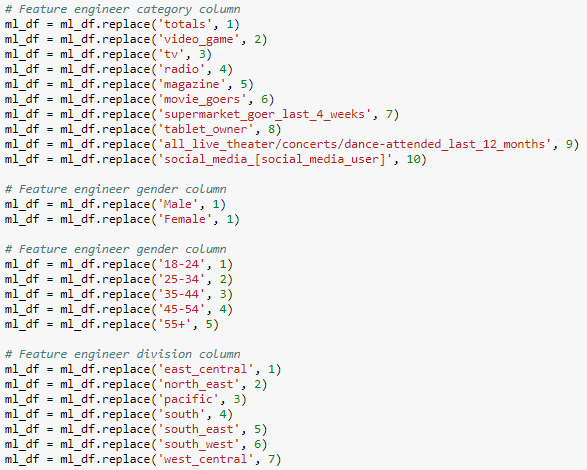 # Feature engineer category column
ml_df = ml_df.replace('totals', 1)
ml_df = ml_df.replace('video_game', 2)
ml_df = ml_df.replace('tv', 3)
ml_df = ml_df.replace('radio', 4)
ml_df = ml_df.replace('magazine', 5)
ml_df = ml_df.replace('movie_goers', 6)
ml_df = ml_df.replace('supermarket_goer_last_4_weeks', 7)
ml_df = ml_df.replace('tablet_owner', 8)
ml_df = ml_df.replace('all_live_theater/concerts/dance-attended_last_12_months', 9)
ml_df = ml_df.replace('social_media_[social_media_user]', 10)

# Feature engineer gender column
ml_df = ml_df.replace('Male', 1)
ml_df = ml_df.replace('Female', 1)

# Feature engineer gender column
ml_df = ml_df.replace('18-24', 1)
ml_df = ml_df.replace('25-34', 2)
ml_df = ml_df.replace('35-44', 3)
ml_df = ml_df.replace('45-54', 4)
ml_df = ml_df.replace('55+', 5)

# Feature engineer division column
ml_df = ml_df.replace('east_central', 1)
ml_df = ml_df.replace('north_east', 2)
ml_df = ml_df.replace('pacific', 3)
ml_df = ml_df.replace('south', 4)
ml_df = ml_df.replace('south_east', 5)
ml_df = ml_df.replace('south_west', 6)
ml_df = ml_df.replace('west_central', 7)